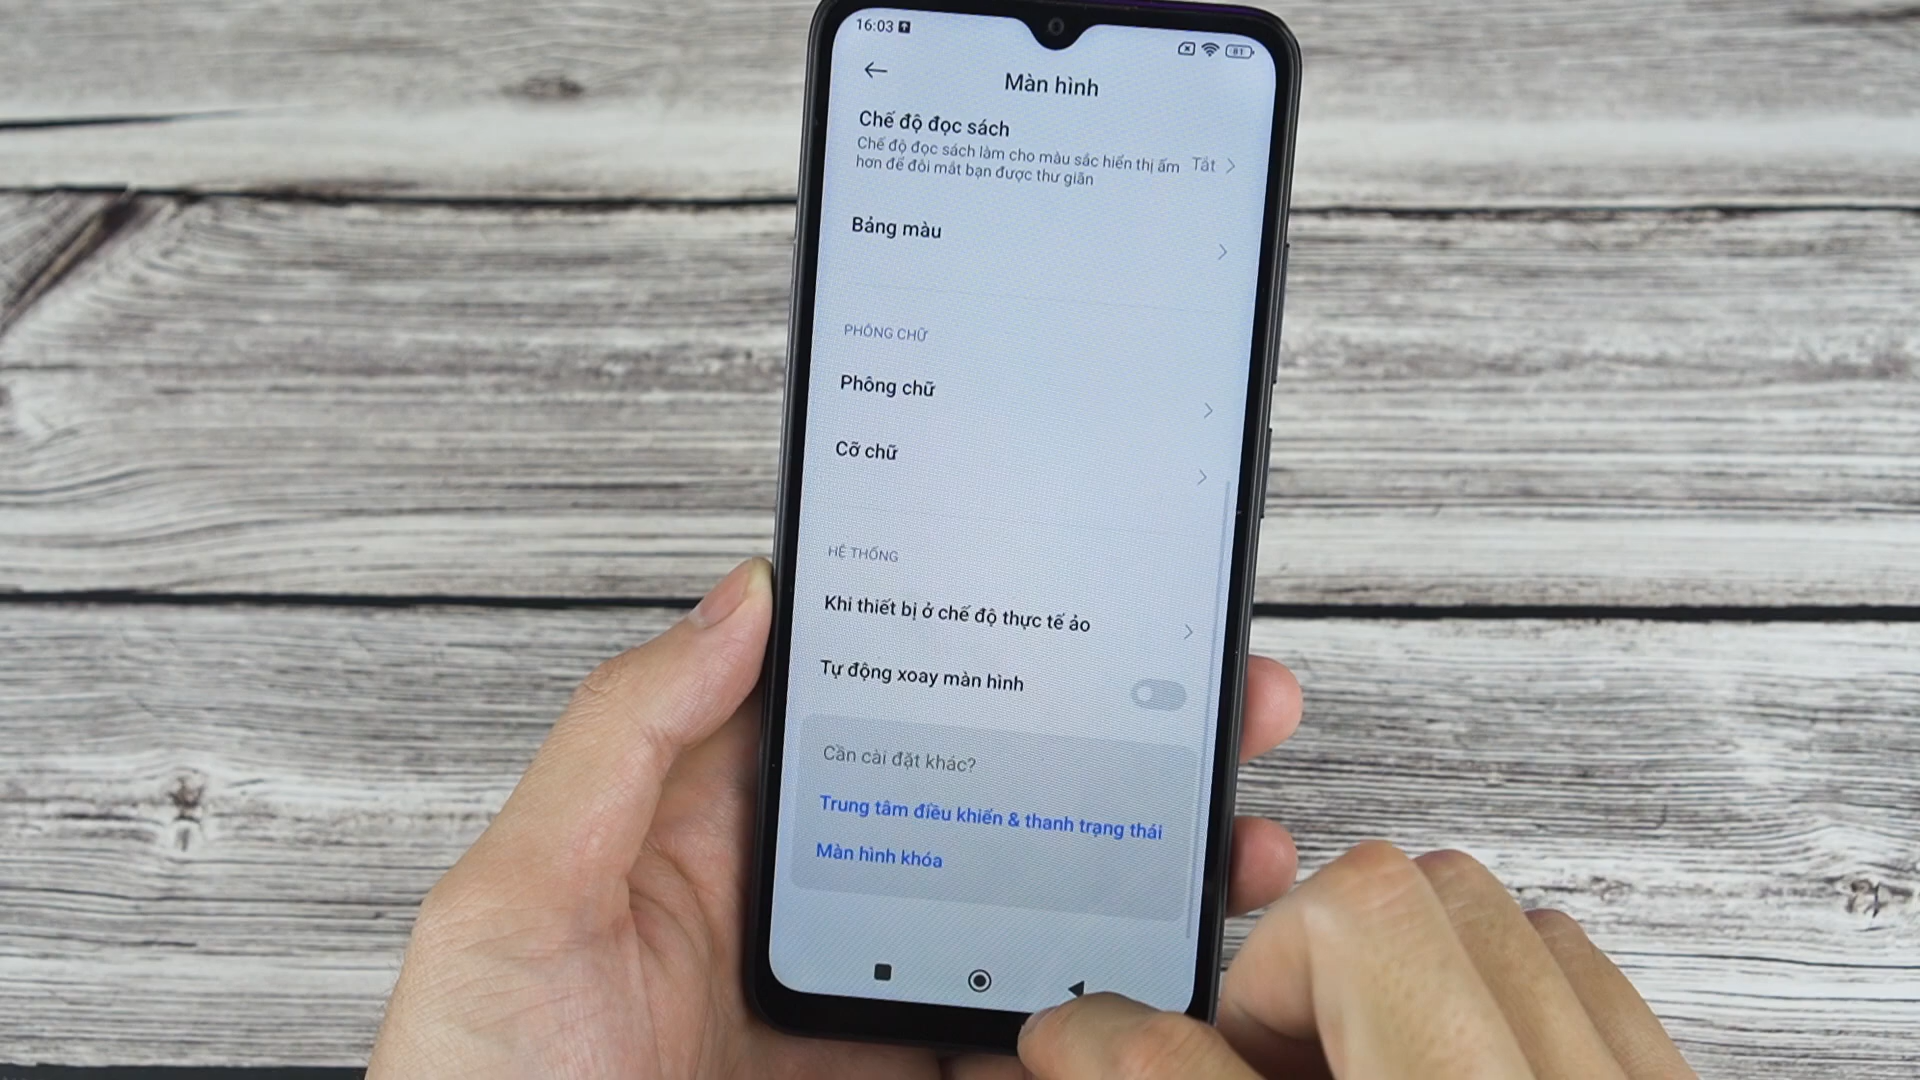 16:03
81
Màn hình
Chế độ đọc sách
Chế độ đọc sách làm cho màu sắc hiển thị ấm
hơn để đôi mắt bạn được thư giãn
Tắt
Bảng màu
PHÔNG CHỮ
Phông chữ
Cỡ chữ
HỆ THỐNG
Khi thiết bị ở chế độ thực tế ảo
Tự động xoay màn hình
Cần cài đặt khác?
Trung tâm điều khiển & thanh trạng thái
Màn hình khóa